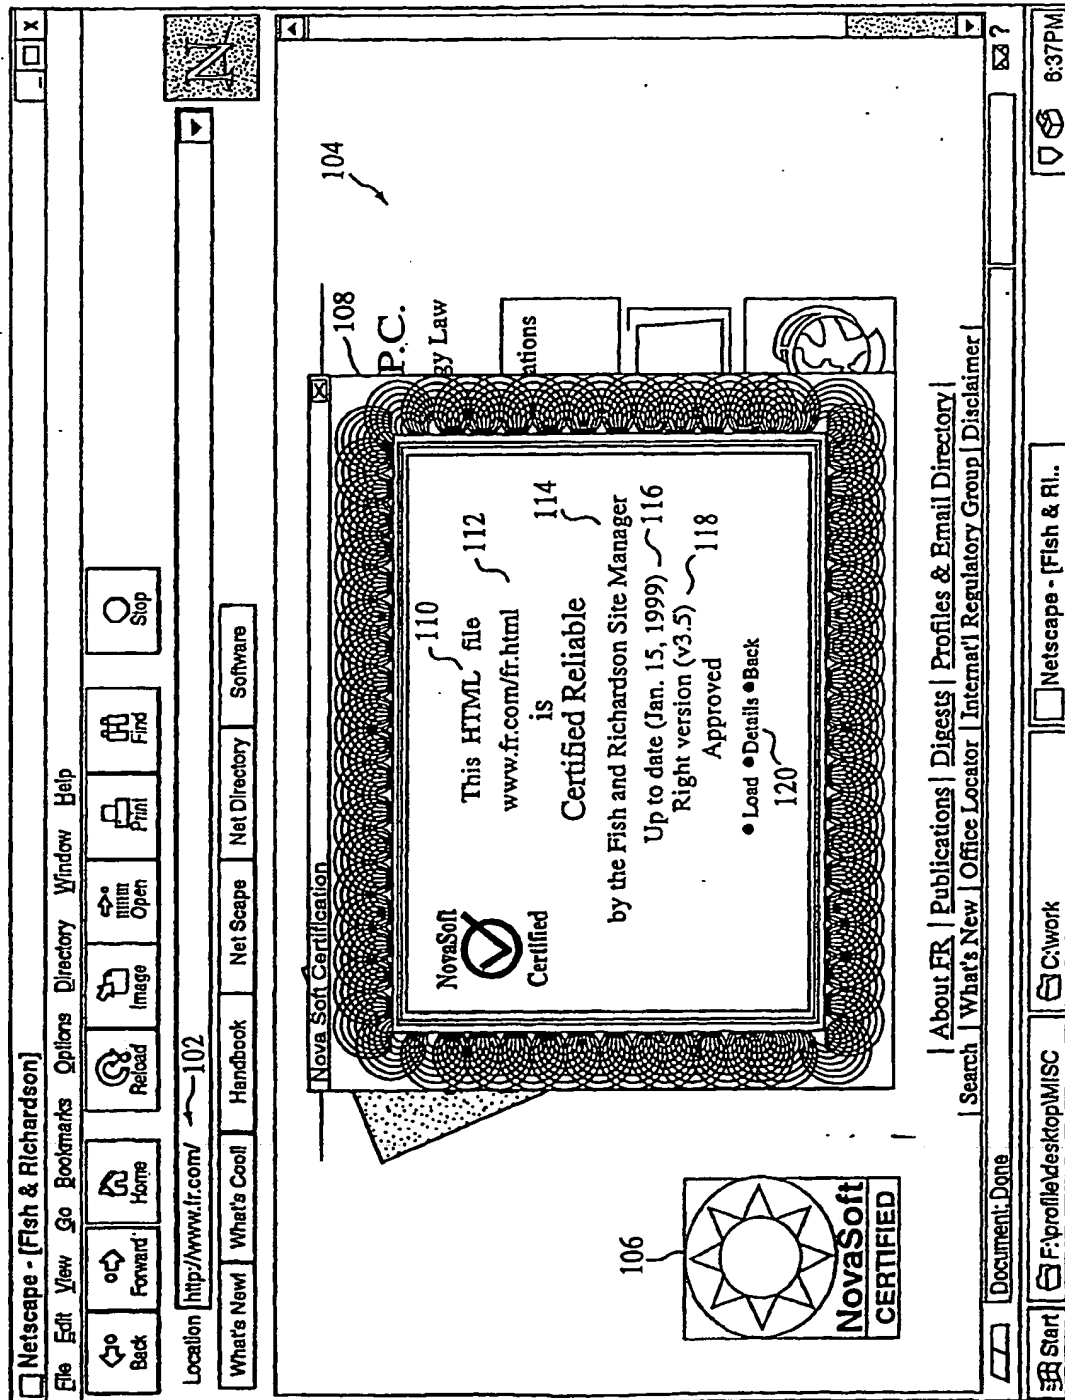 Netscape - [Fish & Richardson]
File Edit View Go Bookmarks Options Directory Window Help
Back Forward Home Reload Image Open Print Find Stop
Location http://www.fr.com/ 102
What's New! What's Cool! Handbook Net Scape Net Directory Software
N
104
108
P.C.
gy Law
ations
Nova Soft Certification
NovaSoft
Certified
110
This HTML file
112
www.fr.com/fr.html
is
Certified Reliable
114
by the Fish and Richardson Site Manager
Up to date (Jan. 15, 1999) 116
Right version (v3.5) 118
Approved
•Load •Details •Back
120
106
NovaSoft
CERTIFIED
| About FR | Publications | Digests | Profiles & Email Directory |
| Search | What's New | Office Locator | Internat'l Regulatory Group | Disclaimer |
Document: Done
?
Start F:\profile\desktop\MISC C:\work Netscape - [Fish & Ri.. 6:37PM